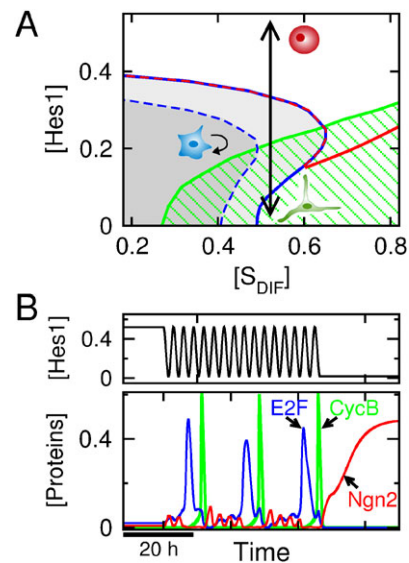 A
[Hes1]
0.4
0.2
0
0.2
0.4
0.6
0.8
[S_DIF]
B
[Hes1]
0.4
0
[Proteins]
0.4
0
E2F
CycB
Ngn2
20 h
Time